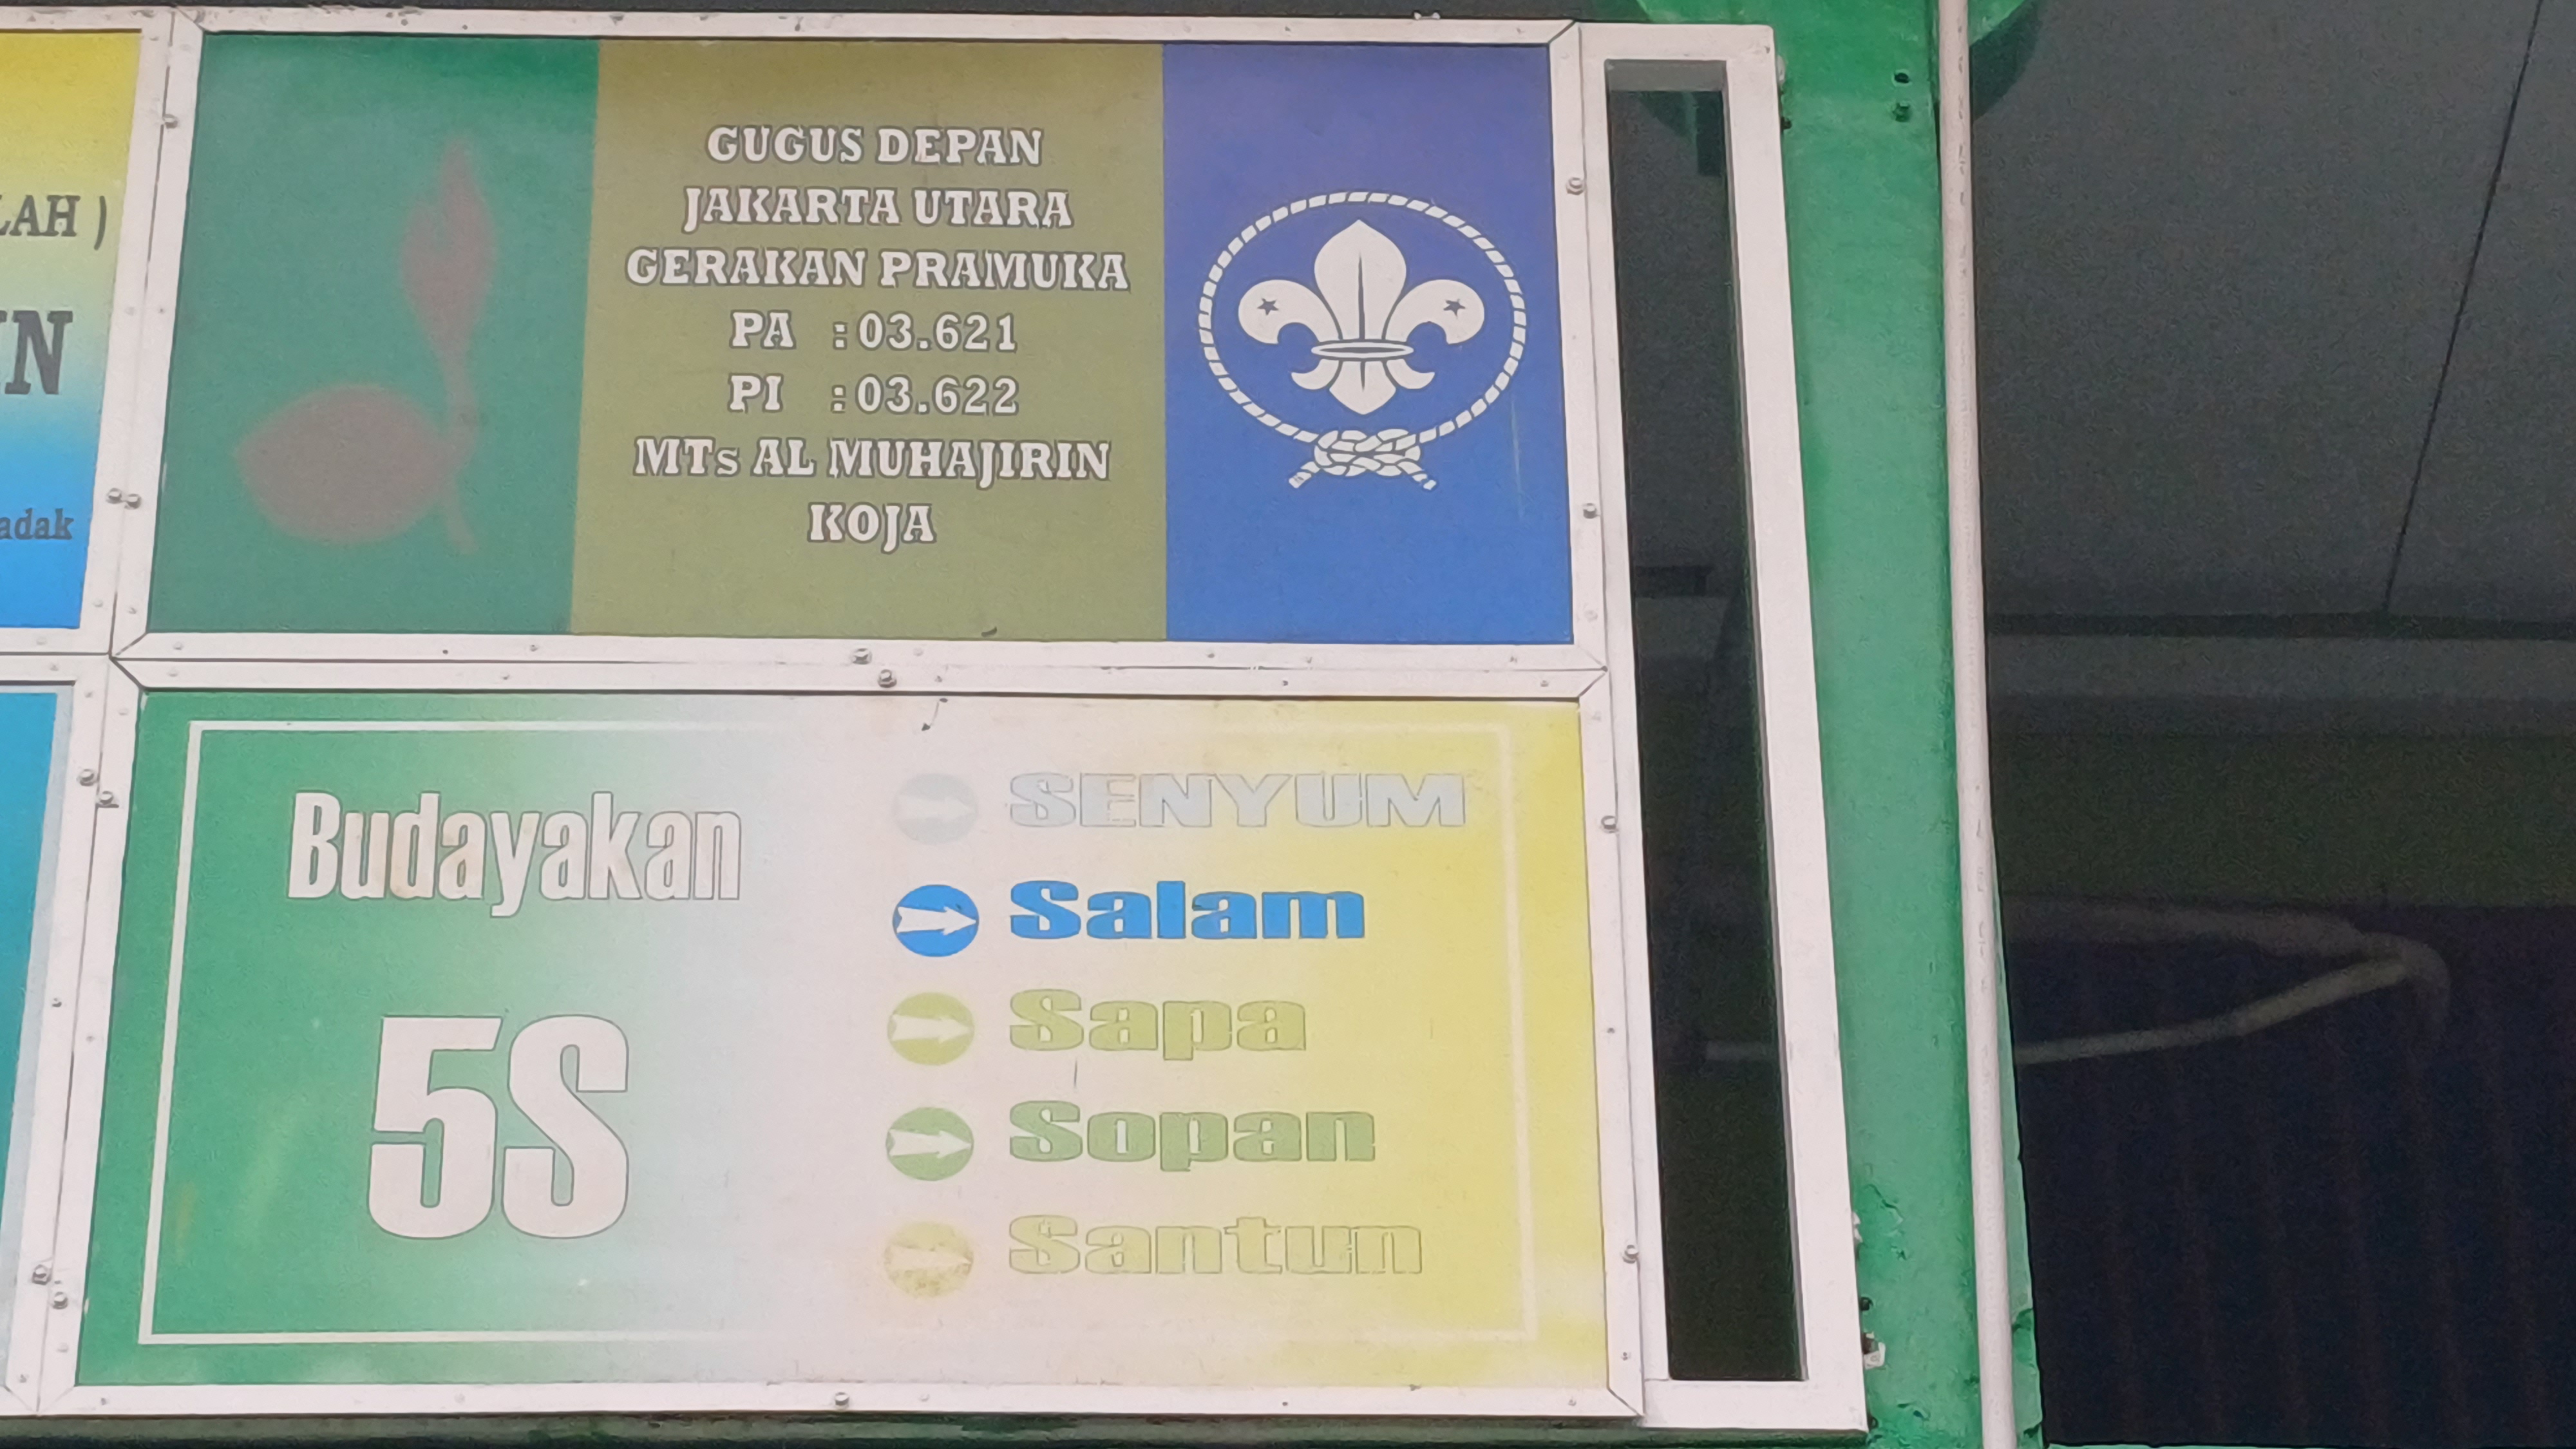 LAH )
IN
adak
GUGUS DEPAN
JAKARTA UTARA
GERAKAN PRAMUKA
PA : 03.621
PI : 03.622
MTs AL MUHAJIRIN
KOJA
Budayakan
5S
SENYUM
Salam
Sapa
Sopan
Santun